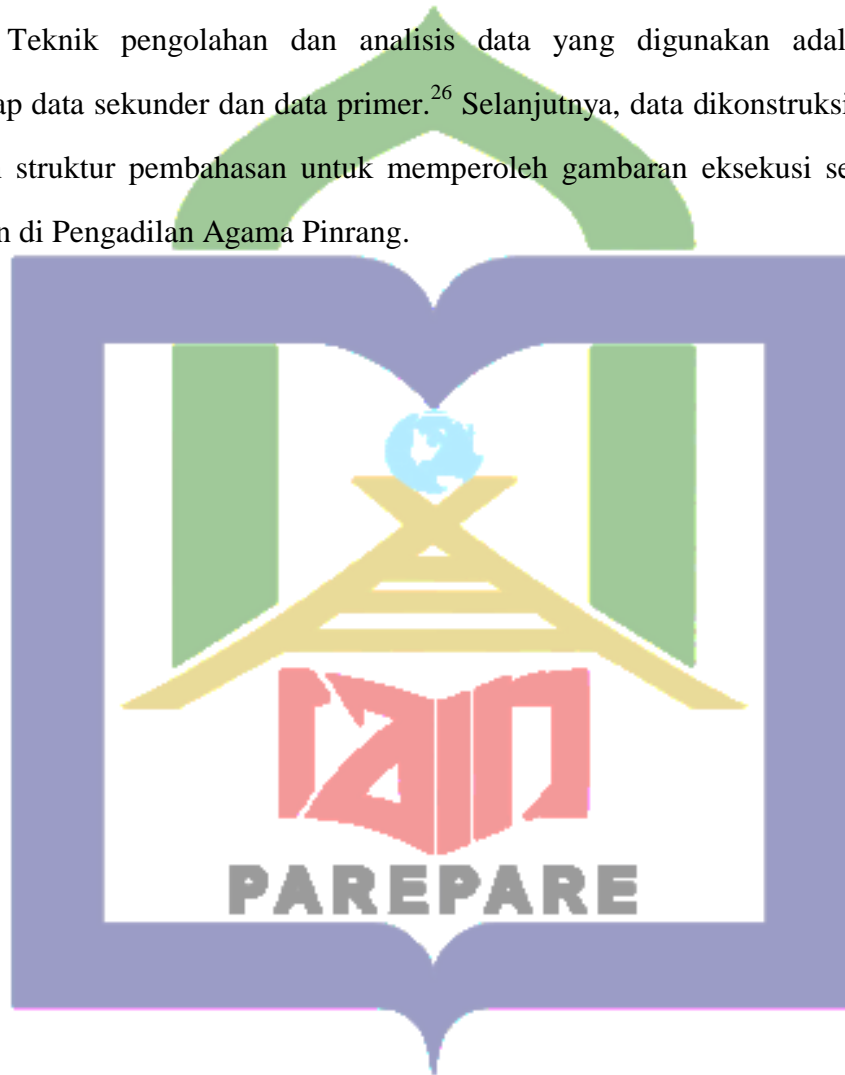 Teknik pengolahan dan analisis data yang digunakan adal
ap data sekunder dan data primer.26 Selanjutnya, data dikonstruksi
struktur pembahasan untuk memperoleh gambaran eksekusi se
n di Pengadilan Agama Pinrang.
iain
PAREPARE